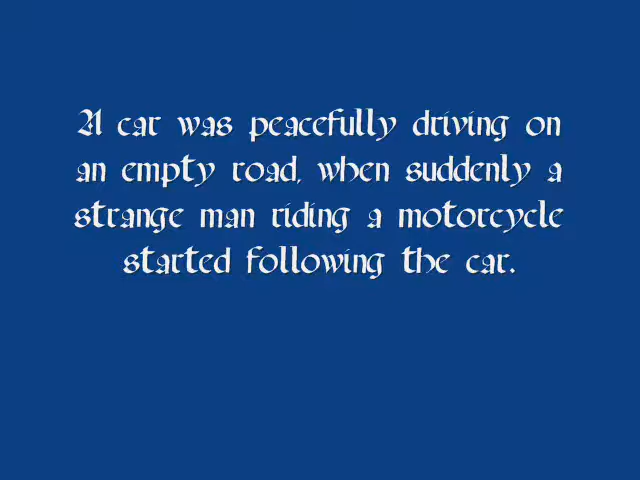 A car was peacefully driving on
an empty road, when suddenly a
strange man riding a motorcycle
started following the car.